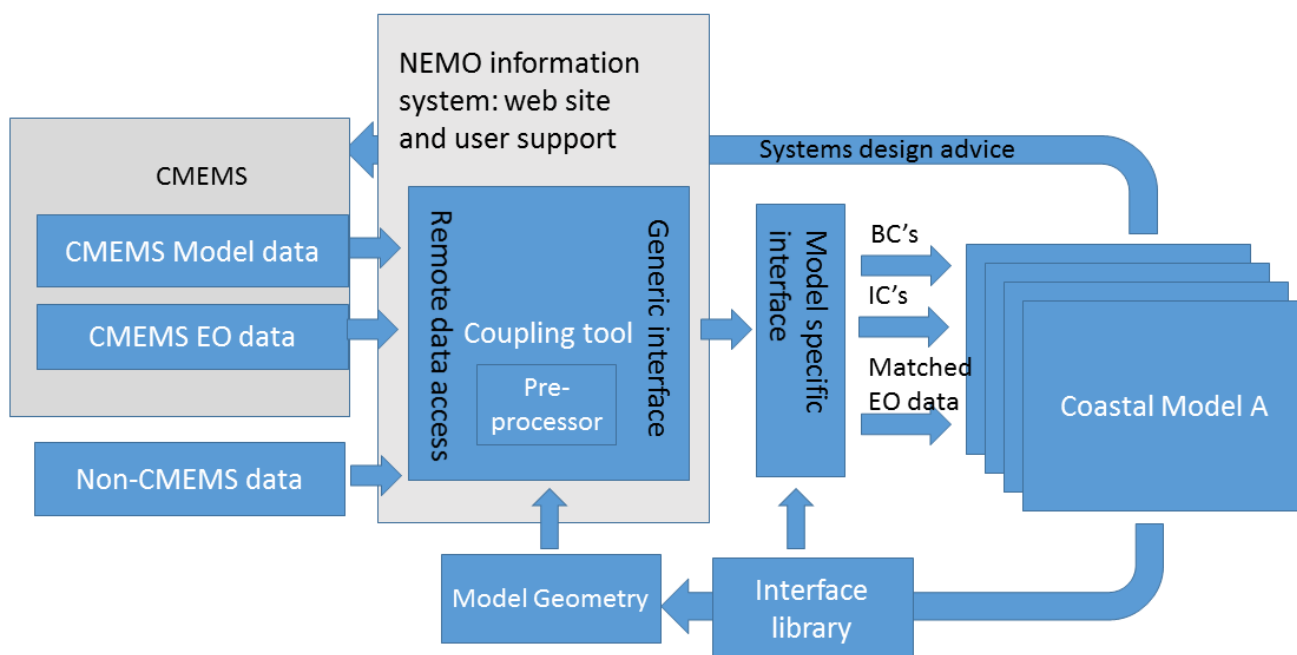 NEMO information
system: web site
and user support
Systems design advice
CMEMS
CMEMS Model data
CMEMS EO data
Non-CMEMS data
Remote data access
Coupling tool
Pre-
processor
Generic interface
Model specific
interface
BC's
IC's
Matched
EO data
Coastal Model A
Model Geometry
Interface
library